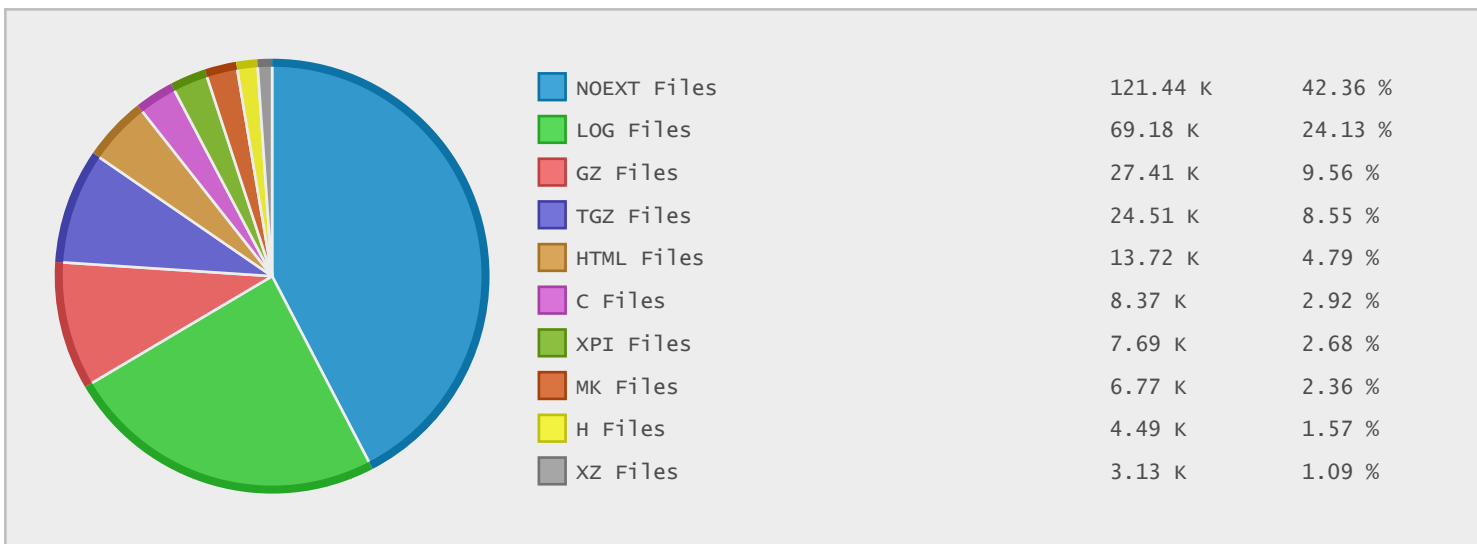 NOEXT Files 121.44 K 42.36 %
LOG Files 69.18 K 24.13 %
GZ Files 27.41 K 9.56 %
TGZ Files 24.51 K 8.55 %
HTML Files 13.72 K 4.79 %
C Files 8.37 K 2.92 %
XPI Files 7.69 K 2.68 %
MK Files 6.77 K 2.36 %
H Files 4.49 K 1.57 %
XZ Files 3.13 K 1.09 %